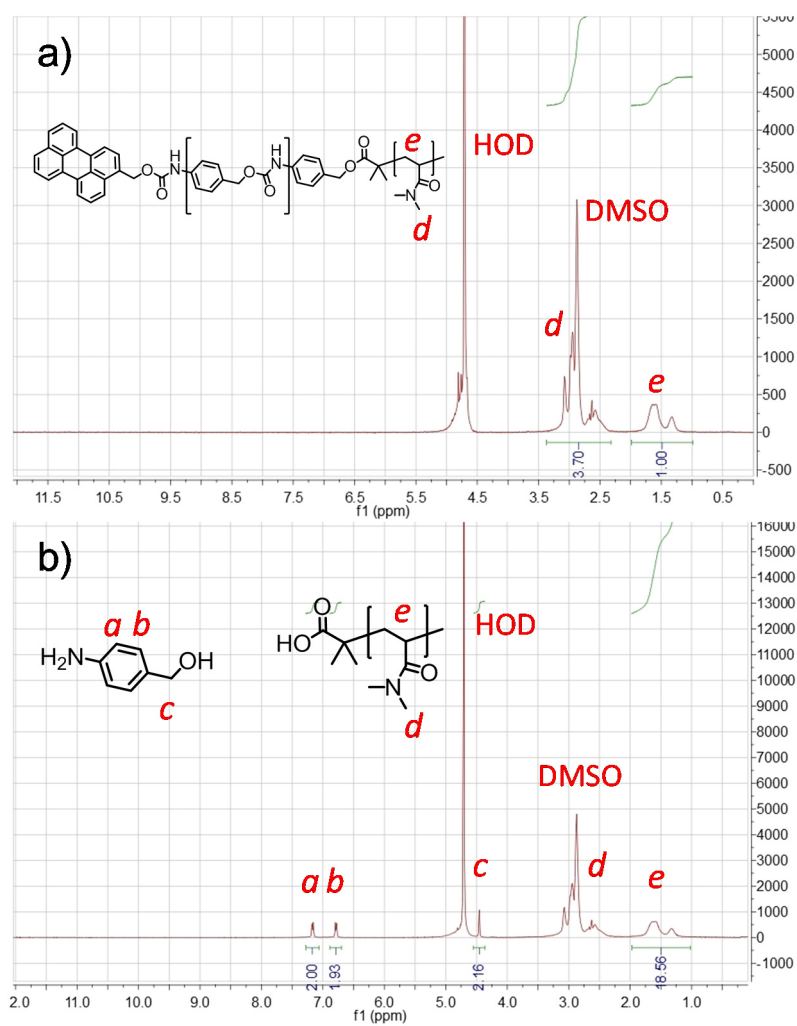 a)
5500
5000
4500
4000
3500
3000
2500
2000
1500
1000
500
0
-500
HOD
DMSO
e
d
d
e
O
O
H
N
O
O
H
N
O
O
O
N
O
3.70
1.00
11.5 10.5 9.5 8.5 7.5 6.5 5.5 4.5 3.5 2.5 1.5 0.5
f1 (ppm)
b)
16000
15000
14000
13000
12000
11000
10000
9000
8000
7000
6000
5000
4000
3000
2000
1000
0
-1000
a b
H2N
OH
c
O
HO
e
N
O
d
HOD
DMSO
a b c d e
2.00
1.93
2.16
18.56
2.0 11.0 10.0 9.0 8.0 7.0 6.0 5.0 4.0 3.0 2.0 1.0
f1 (ppm)